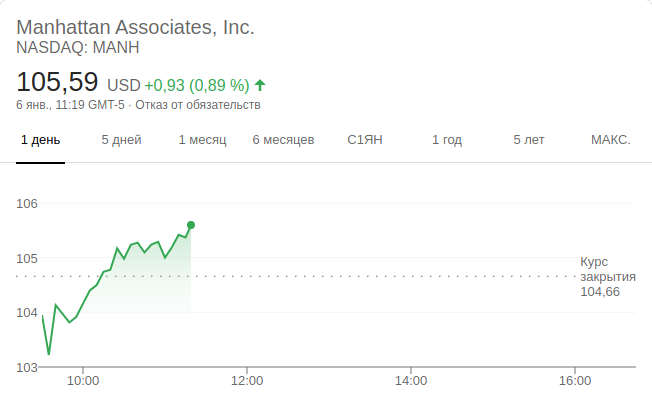 Manhattan Associates, Inc.
NASDAQ: MANH
105,59 USD +0,93 (0,89 %)
6 янв., 11:19 GMT-5 · Отказ от обязательств
1 день 5 дней 1 месяц 6 месяцев С1ЯН 1 год 5 лет МАКС.
106
105
Курс
закрытия
104,66
104
103
10:00 12:00 14:00 16:00